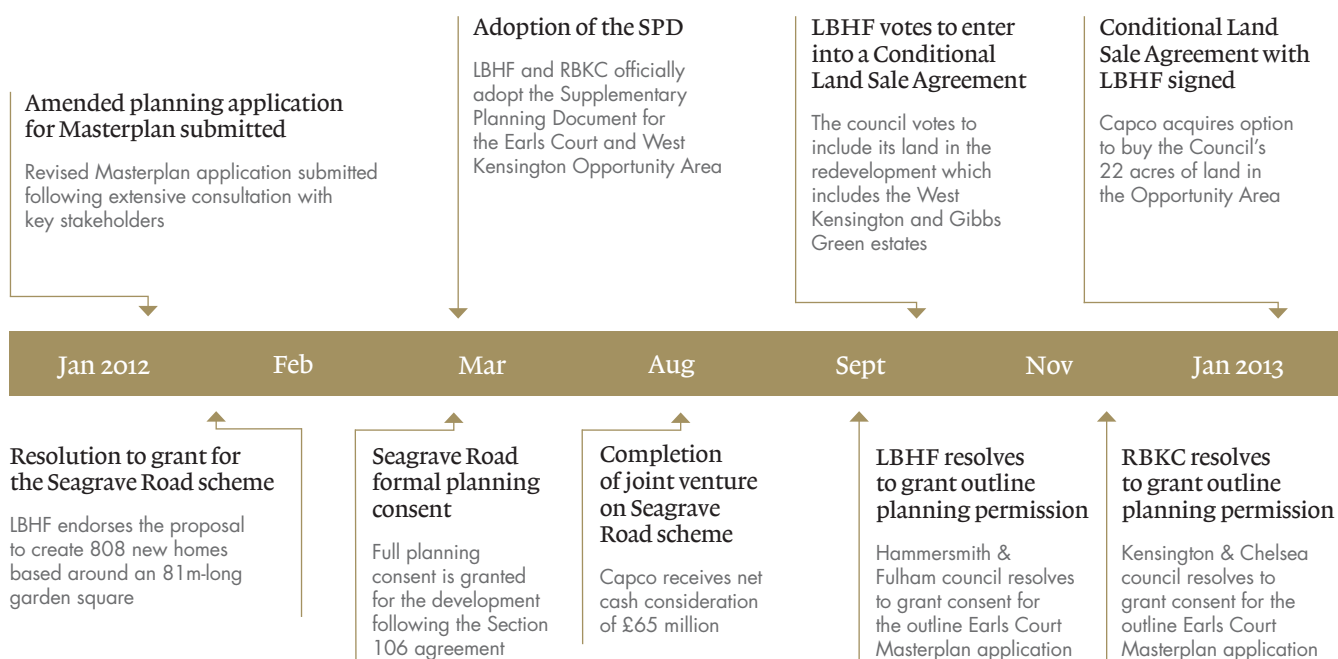 Amended planning application
for Masterplan submitted
Revised Masterplan application submitted
following extensive consultation with
key stakeholders
Adoption of the SPD
LBHF and RBKC officially
adopt the Supplementary
Planning Document for
the Earls Court and West
Kensington Opportunity Area
LBHF votes to enter
into a Conditional
Land Sale Agreement
The council votes to
include its land in the
redevelopment which
includes the West
Kensington and Gibbs
Green estates
Conditional Land
Sale Agreement with
LBHF signed
Capco acquires option
to buy the Council’s
22 acres of land in
the Opportunity Area
Jan 2012 Feb Mar Aug Sept Nov Jan 2013
Resolution to grant for
the Seagrave Road scheme
LBHF endorses the proposal
to create 808 new homes
based around an 81m-long
garden square
Seagrave Road
formal planning
consent
Full planning
consent is granted
for the development
following the Section
106 agreement
Completion
of joint venture
on Seagrave
Road scheme
Capco receives net
cash consideration
of £65 million
LBHF resolves
to grant outline
planning permission
Hammersmith &
Fulham council resolves
to grant consent for
the outline Earls Court
Masterplan application
RBKC resolves
to grant outline
planning permission
Kensington & Chelsea
council resolves to
grant consent for the
outline Earls Court
Masterplan application